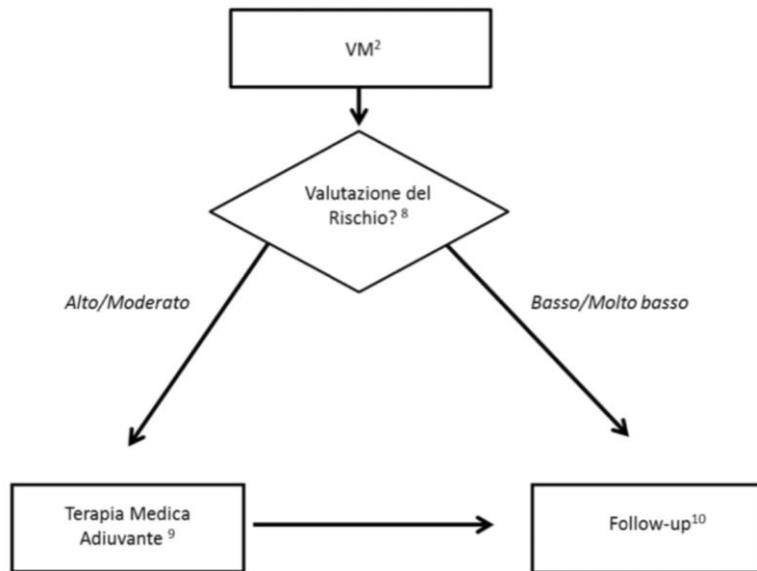 VM²
Valutazione del
Rischio? ⁸
Alto/Moderato
Basso/Molto basso
Terapia Medica
Adiuvante ⁹
Follow-up¹⁰